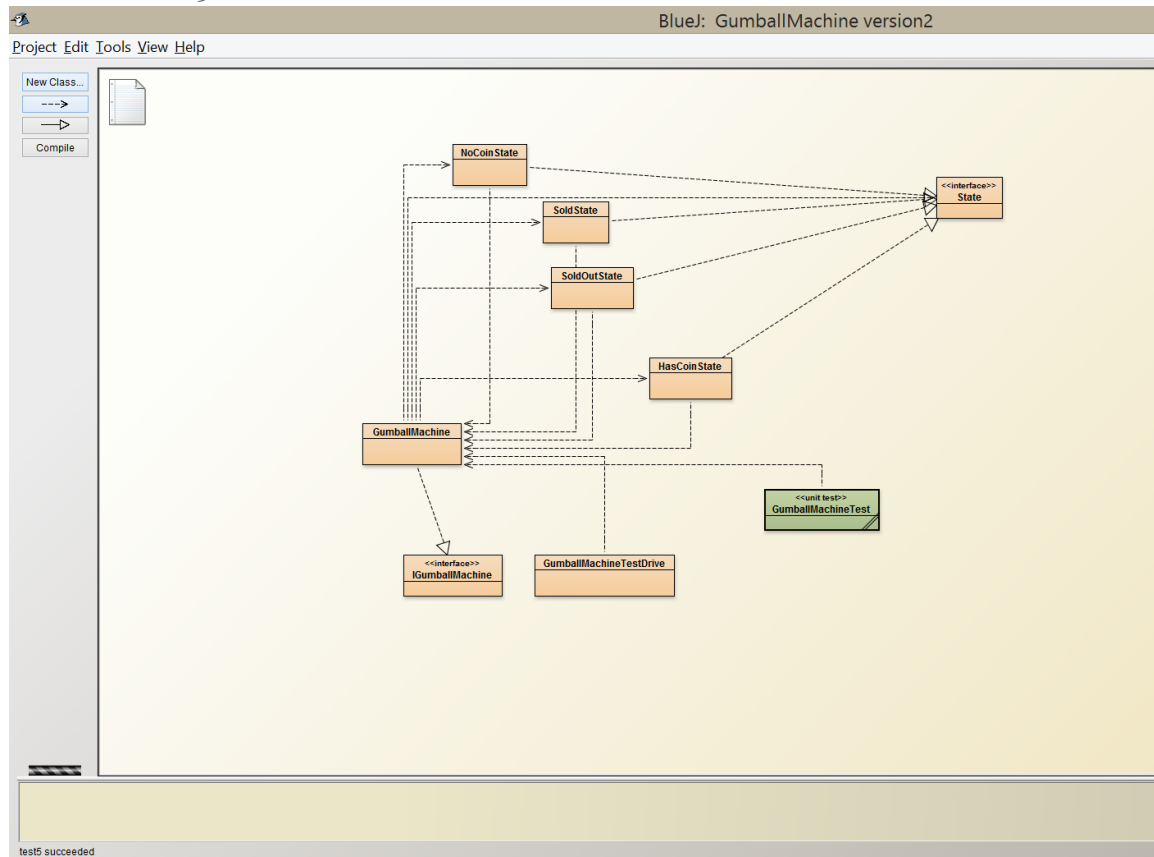 BlueJ: GumballMachine version2
Project Edit Tools View Help
New Class...
Compile
NoCoinState
<<interface>>
State
SoldState
SoldOutState
HasCoinState
GumballMachine
<<unit test>>
GumballMachineTest
<<interface>>
IGumballMachine
GumballMachineTestDrive
test5 succeeded